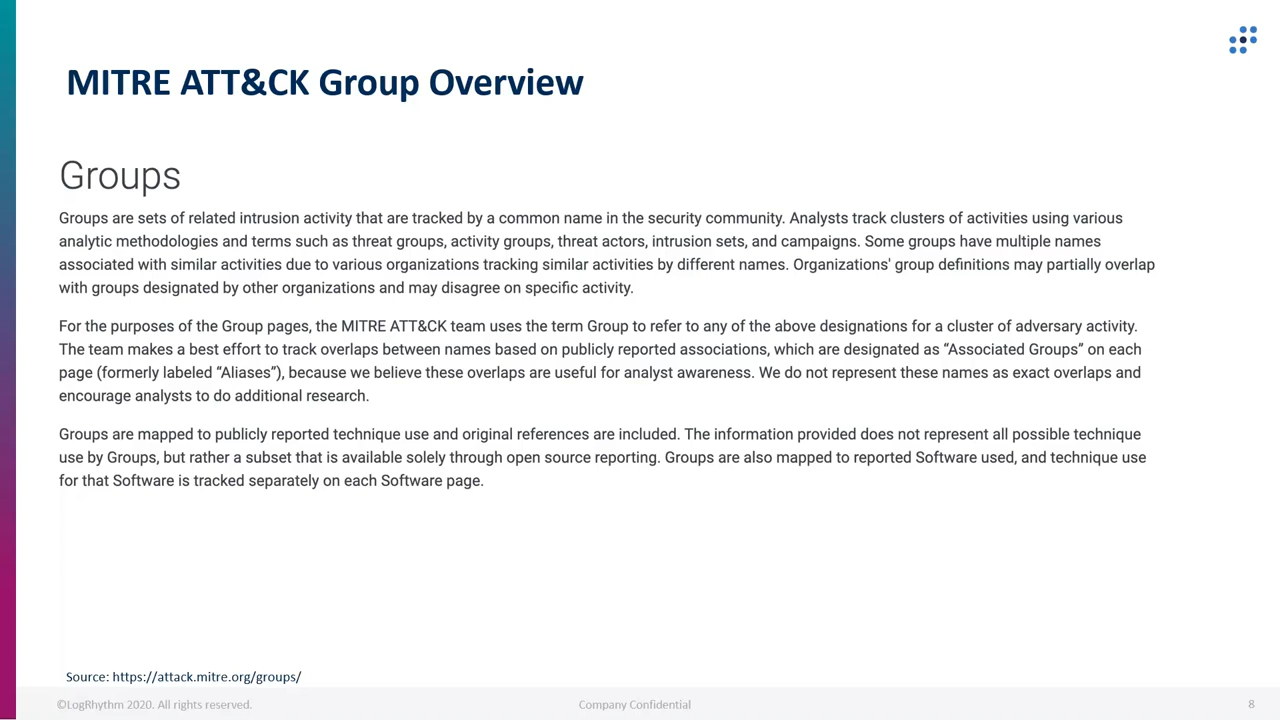 MITRE ATT&CK Group Overview
Groups
Groups are sets of related intrusion activity that are tracked by a common name in the security community. Analysts track clusters of activities using various
analytic methodologies and terms such as threat groups, activity groups, threat actors, intrusion sets, and campaigns. Some groups have multiple names
associated with similar activities due to various organizations tracking similar activities by different names. Organizations' group definitions may partially overlap
with groups designated by other organizations and may disagree on specific activity.
For the purposes of the Group pages, the MITRE ATT&CK team uses the term Group to refer to any of the above designations for a cluster of adversary activity.
The team makes a best effort to track overlaps between names based on publicly reported associations, which are designated as “Associated Groups” on each
page (formerly labeled “Aliases”), because we believe these overlaps are useful for analyst awareness. We do not represent these names as exact overlaps and
encourage analysts to do additional research.
Groups are mapped to publicly reported technique use and original references are included. The information provided does not represent all possible technique
use by Groups, but rather a subset that is available solely through open source reporting. Groups are also mapped to reported Software used, and technique use
for that Software is tracked separately on each Software page.
Source: https://attack.mitre.org/groups/
©LogRhythm 2020. All rights reserved.
Company Confidential
8